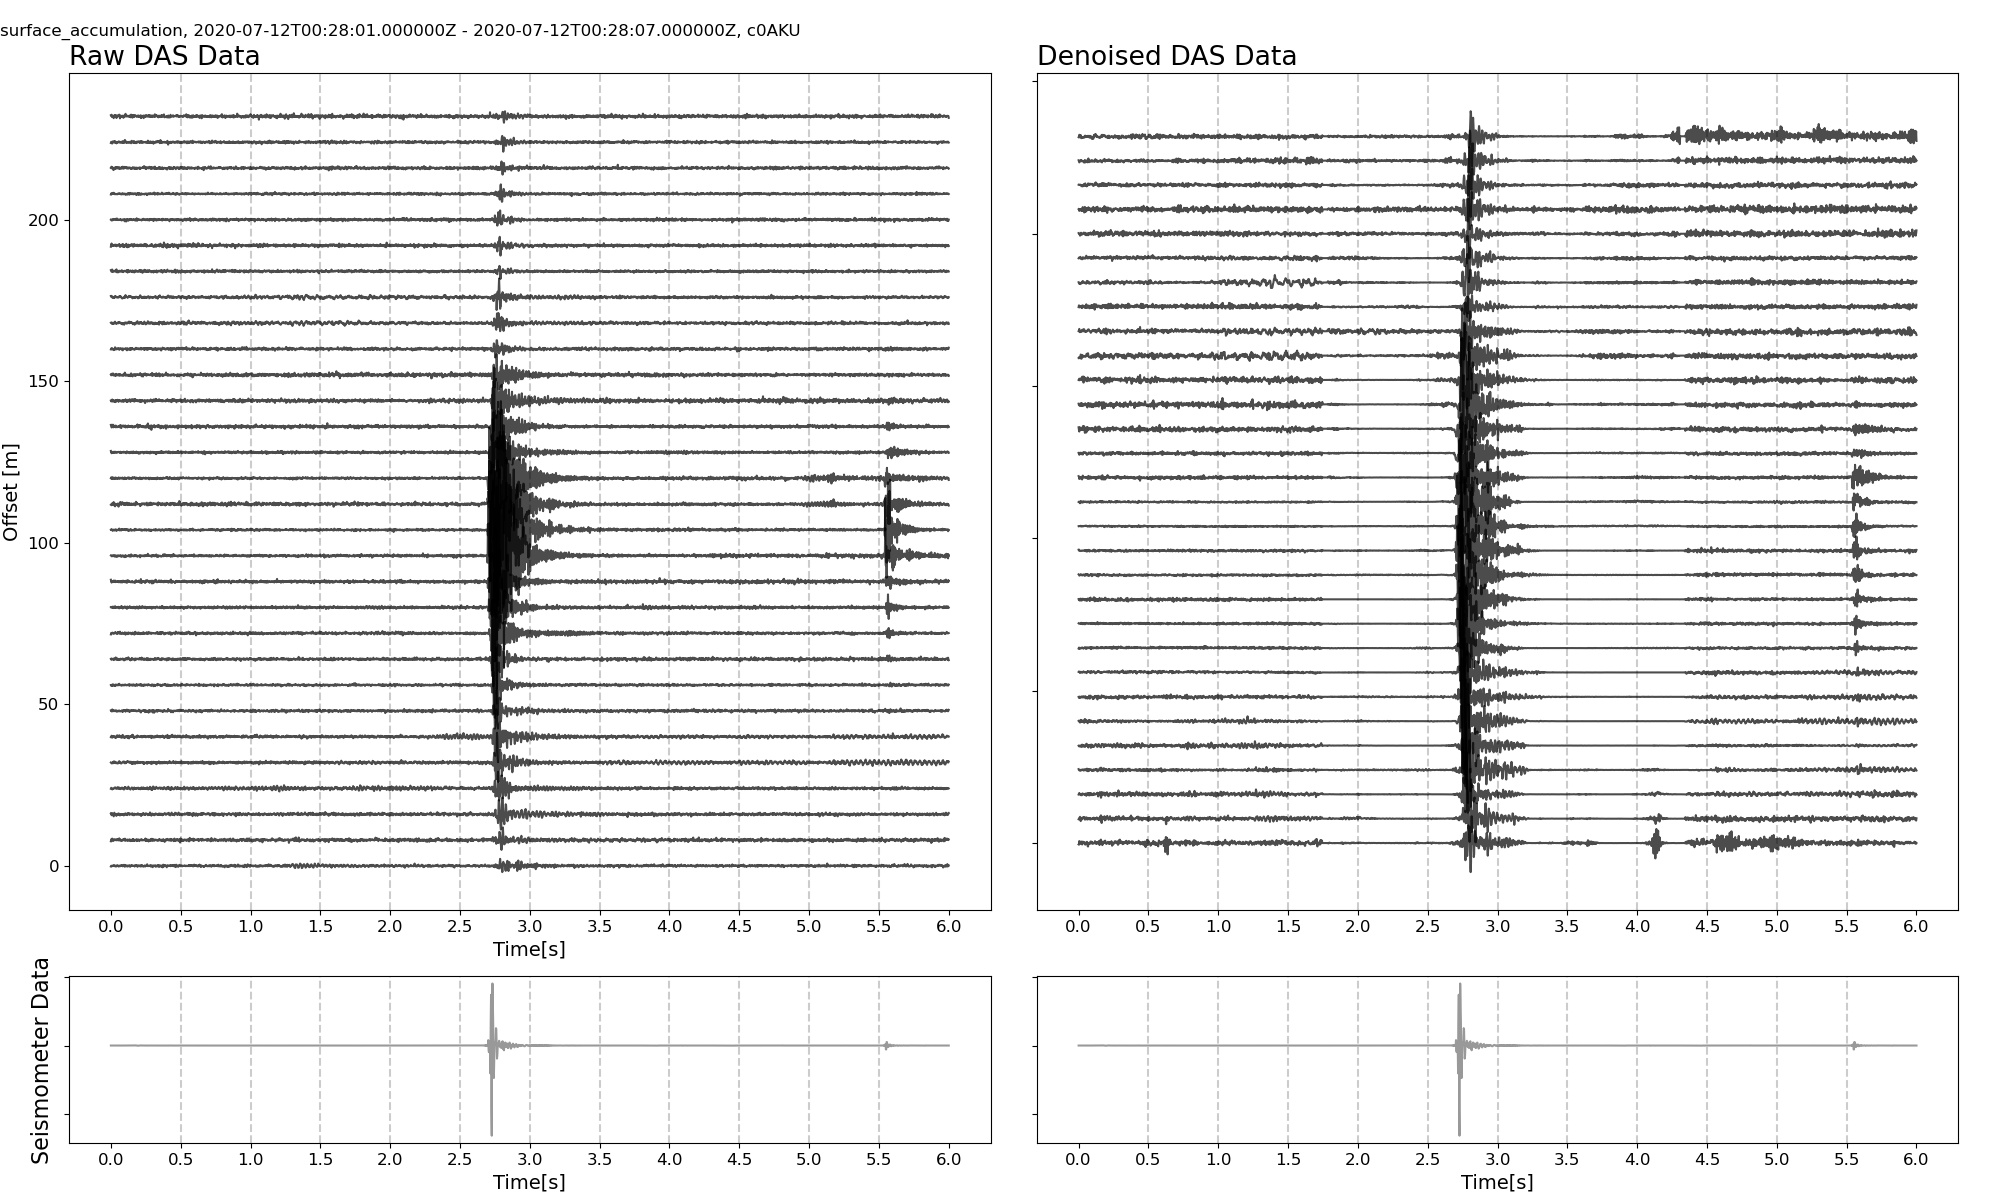 surface_accumulation, 2020-07-12T00:28:01.000000Z - 2020-07-12T00:28:07.000000Z, c0AKU
Raw DAS Data
Denoised DAS Data
Offset [m]
200
150
100
50
0
0.0 0.5 1.0 1.5 2.0 2.5 3.0 3.5 4.0 4.5 5.0 5.5 6.0
Time[s]
0.0 0.5 1.0 1.5 2.0 2.5 3.0 3.5 4.0 4.5 5.0 5.5 6.0
Seismometer Data
0.0 0.5 1.0 1.5 2.0 2.5 3.0 3.5 4.0 4.5 5.0 5.5 6.0
Time[s]
0.0 0.5 1.0 1.5 2.0 2.5 3.0 3.5 4.0 4.5 5.0 5.5 6.0
Time[s]